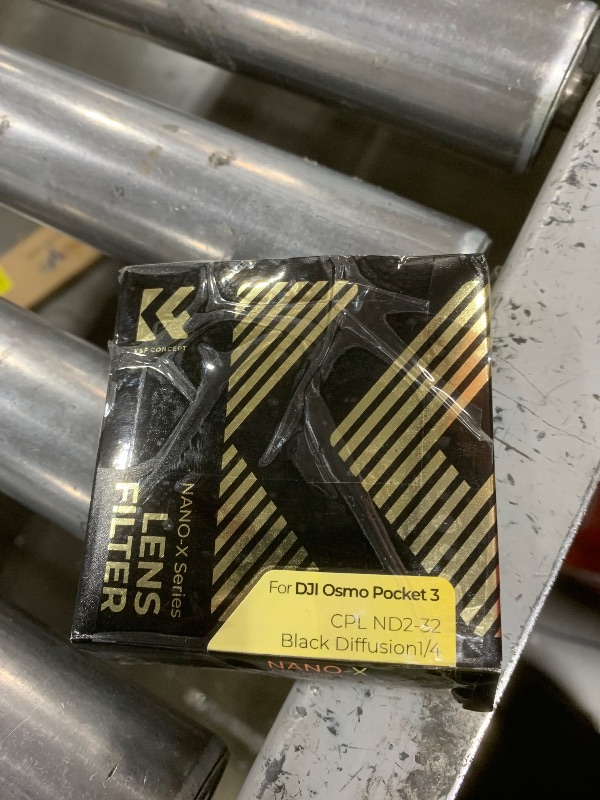 K&F CONCEPT
NANO-X Series
LENS
FILTER
For DJI Osmo Pocket 3
CPL ND2-32
Black Diffusion1/4
NANO-X